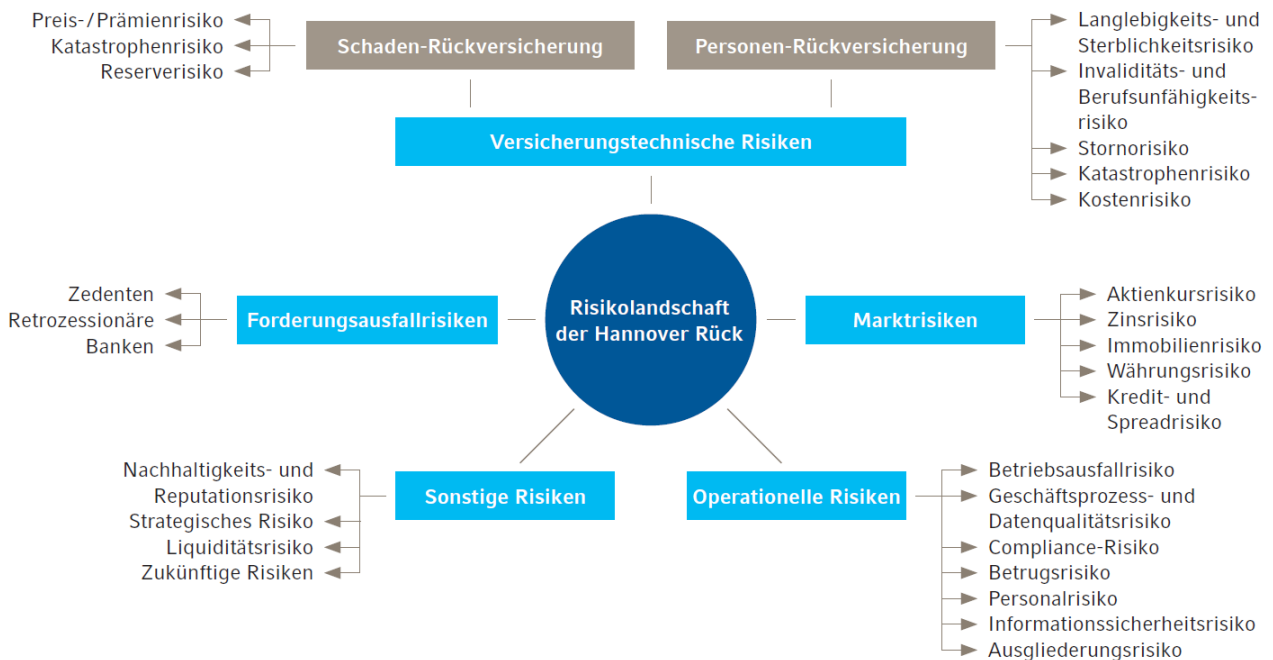 Preis-/Prämienrisiko
Katastrophenrisiko
Reserverisiko
Schaden-Rückversicherung
Personen-Rückversicherung
Langlebigkeits- und
Sterblichkeitsrisiko
Invaliditäts- und
Berufsunfähigkeits-
risiko
Stornorisiko
Katastrophenrisiko
Kostenrisiko
Versicherungstechnische Risiken
Zedenten
Retrozessionäre
Banken
Forderungsausfallrisiken
Risikolandschaft
der Hannover Rück
Marktrisiken
Aktienkursrisiko
Zinsrisiko
Immobilienrisiko
Währungsrisiko
Kredit- und
Spreadrisiko
Nachhaltigkeits- und
Reputationsrisiko
Strategisches Risiko
Liquiditätsrisiko
Zukünftige Risiken
Sonstige Risiken
Operationelle Risiken
Betriebsausfallrisiko
Geschäftsprozess- und
Datenqualitätsrisiko
Compliance-Risiko
Betrugsrisiko
Personalrisiko
Informationssicherheitsrisiko
Ausgliederungsrisiko